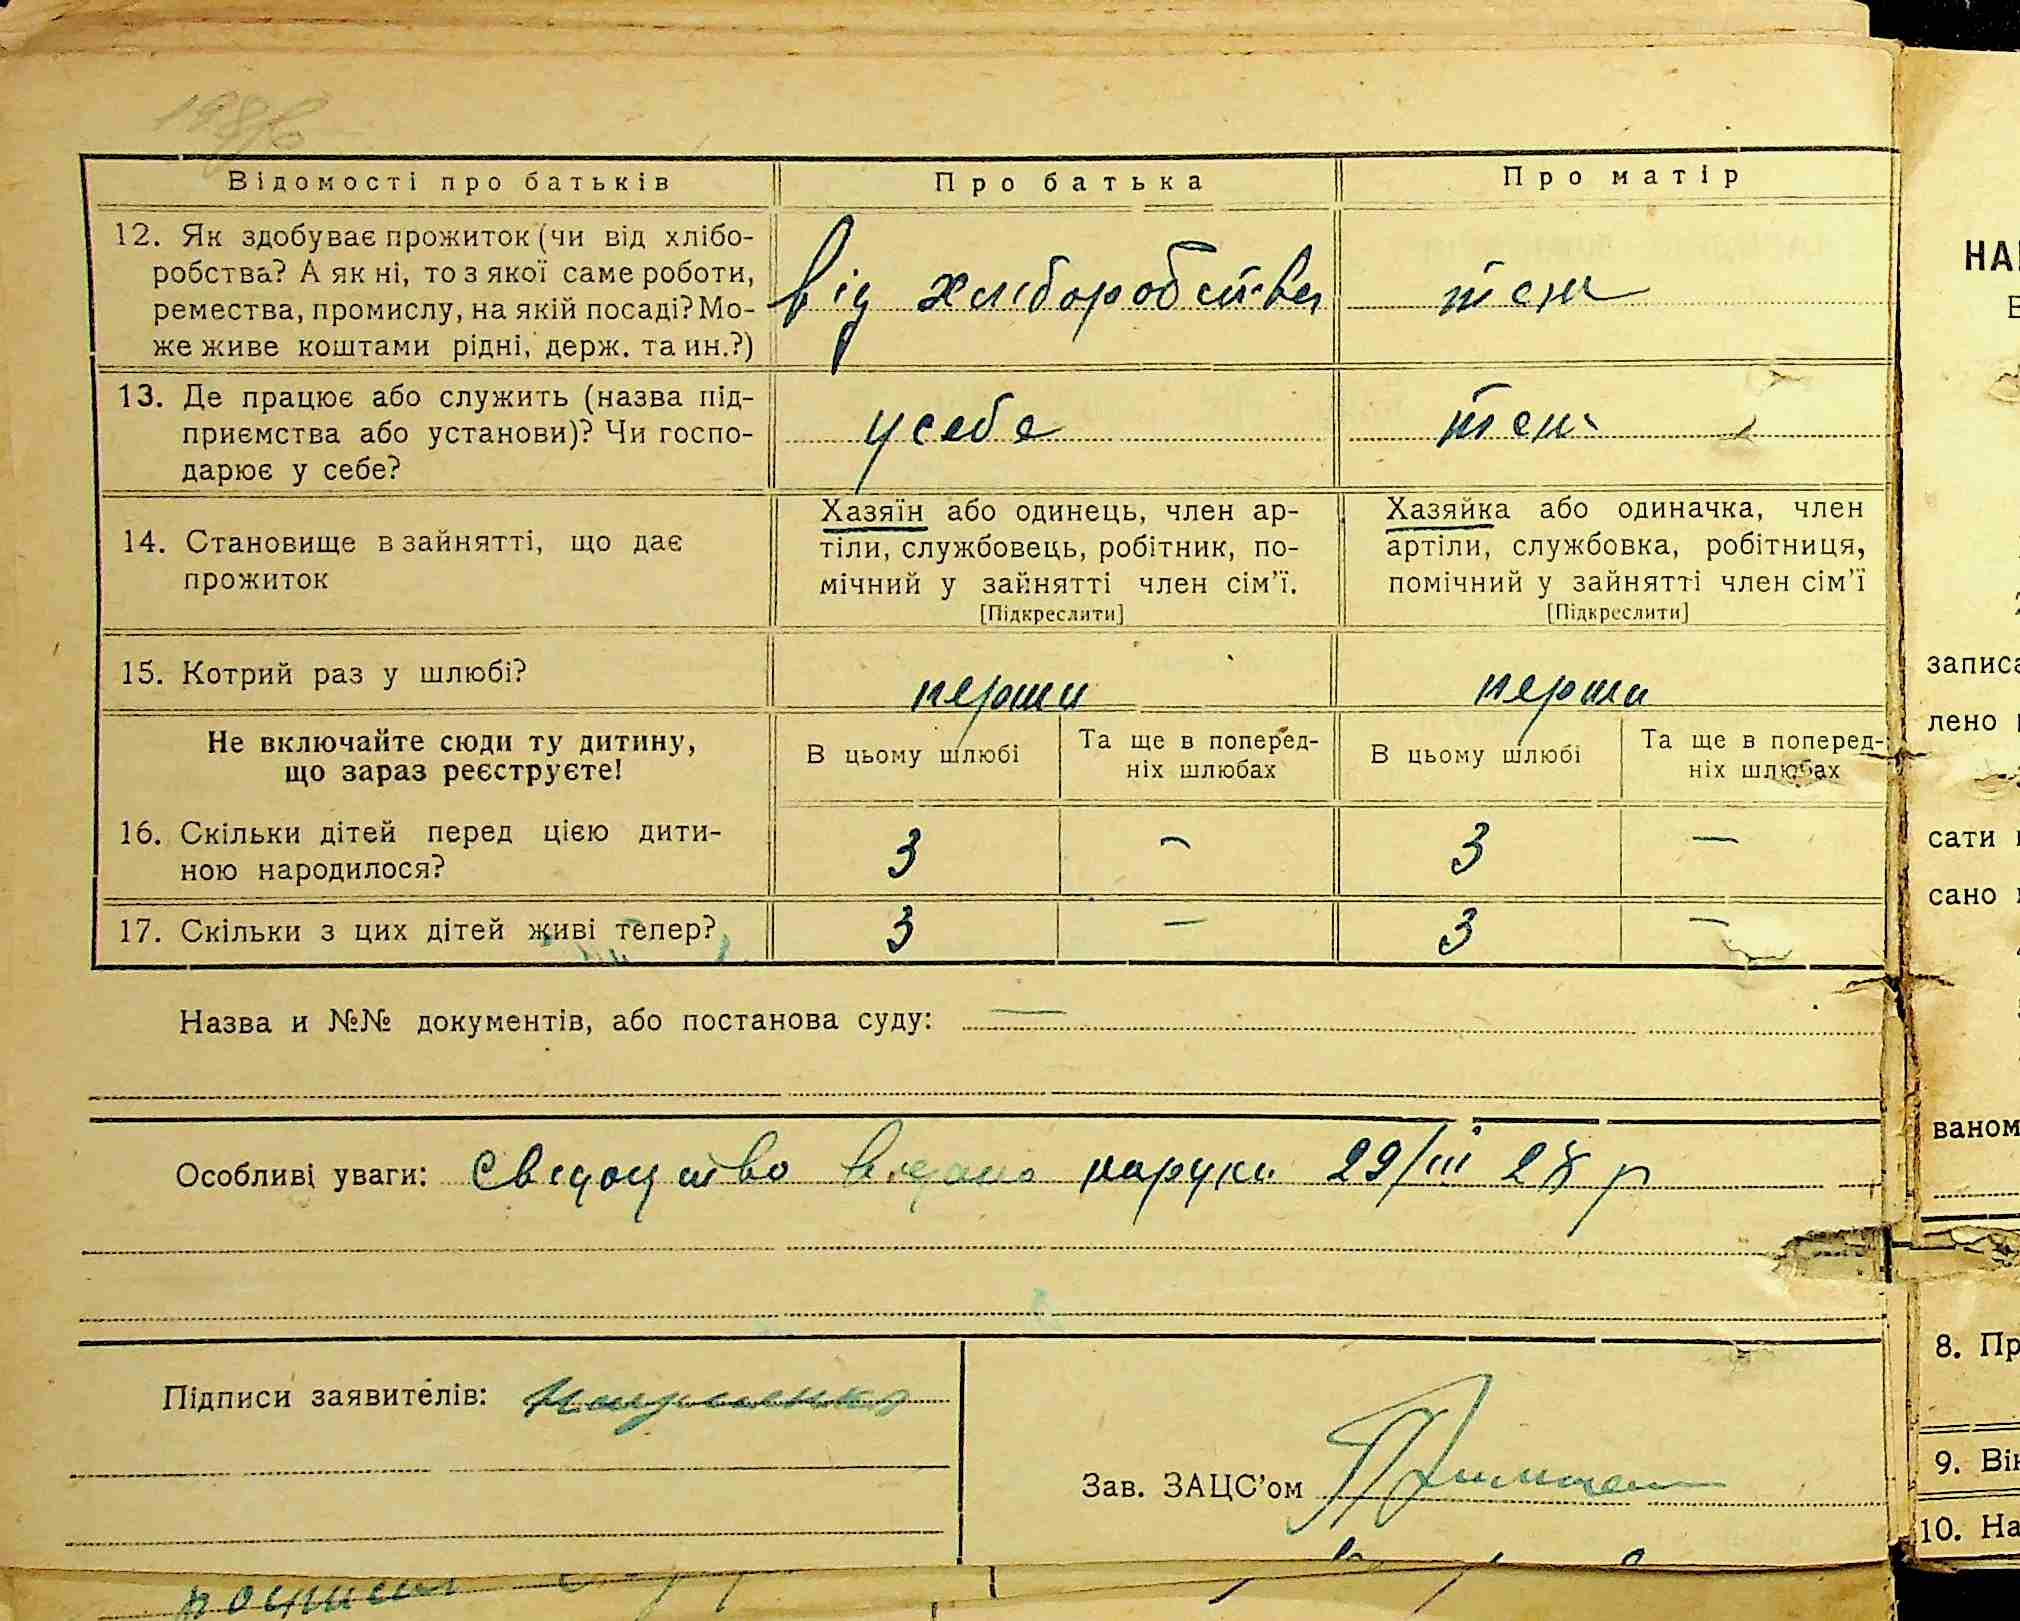 Відомості про батьків
Про батька
Про матір
12. Як здобуває прожиток (чи від хлібо-
робства? А як ні, то з якої саме роботи,
ремества, промислу, на якій посаді? Мо-
же живе коштами рідні, держ. та ин.?)
від хліборобства
теж
13. Де працює або служить (назва під-
приємства або установи)? Чи госпо-
дарює у себе?
у себе
теж
14. Становище в зайнятті, що дає
прожиток
Хазяїн або одинець, член ар-
тіли, службовець, робітник, по-
мічний у зайнятті член сім’ї.
[Підкреслити]
Хазяйка або одиначка, член
артіли, службовка, робітниця,
помічний у зайнятті член сім’ї
[Підкреслити]
15. Котрий раз у шлюбі?
перши
перши
Не включайте сюди ту дитину,
що зараз реєструєте!
В цьому шлюбі
Та ще в поперед-
ніх шлюбах
В цьому шлюбі
Та ще в поперед-
ніх шлюбах
16. Скільки дітей перед цією дити-
ною народилося?
3 – 3 —
17. Скільки з цих дітей живі тепер?
3 — 3 —
Назва и №№ документів, або постанова суду: —
Особливі уваги: свідоцтво видано наруки 29/III 28 р
Підписи заявителів:
Зав. ЗАЦС’ом
НА
В
записа
лено
сати
сано
ваном
8. Пр
9. Він
10. На